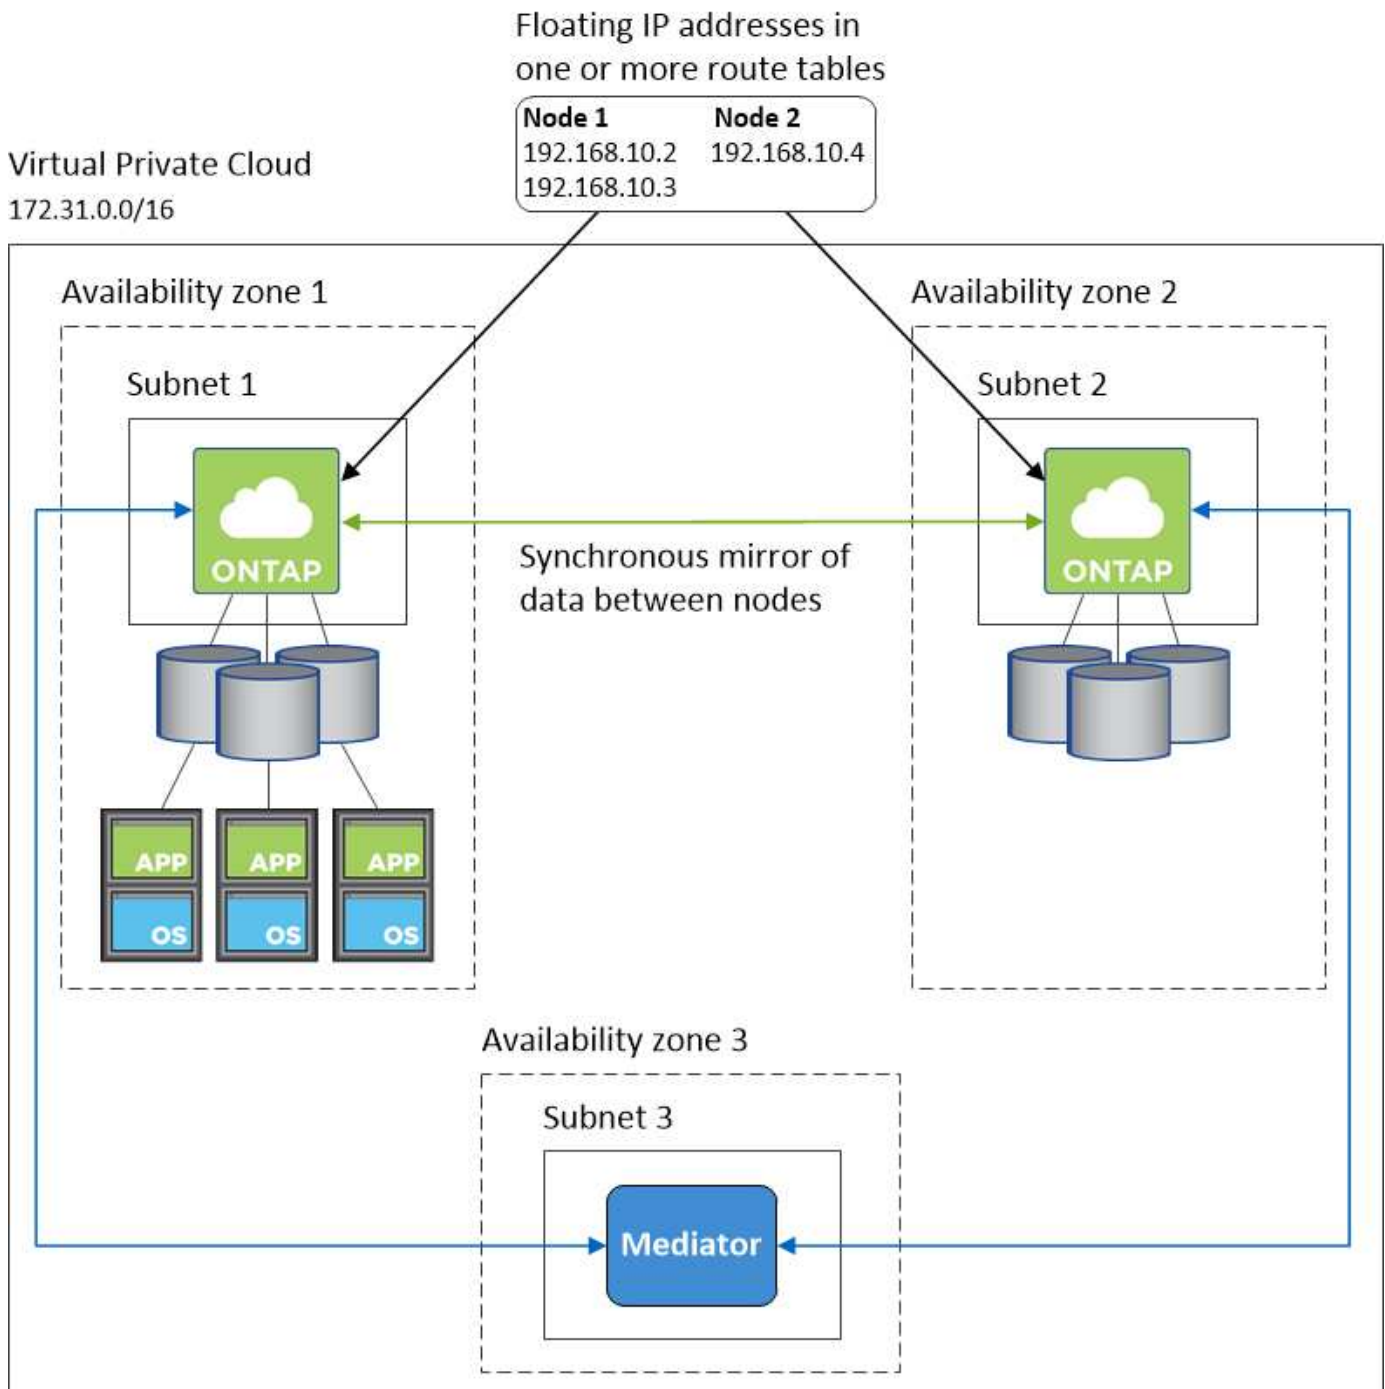 Floating IP addresses in
one or more route tables
Node 1 Node 2
192.168.10.2 192.168.10.4
192.168.10.3
Virtual Private Cloud
172.31.0.0/16
Availability zone 1
Availability zone 2
Subnet 1
Subnet 2
ONTAP
ONTAP
Synchronous mirror of
data between nodes
APP APP APP
OS OS OS
Availability zone 3
Subnet 3
Mediator